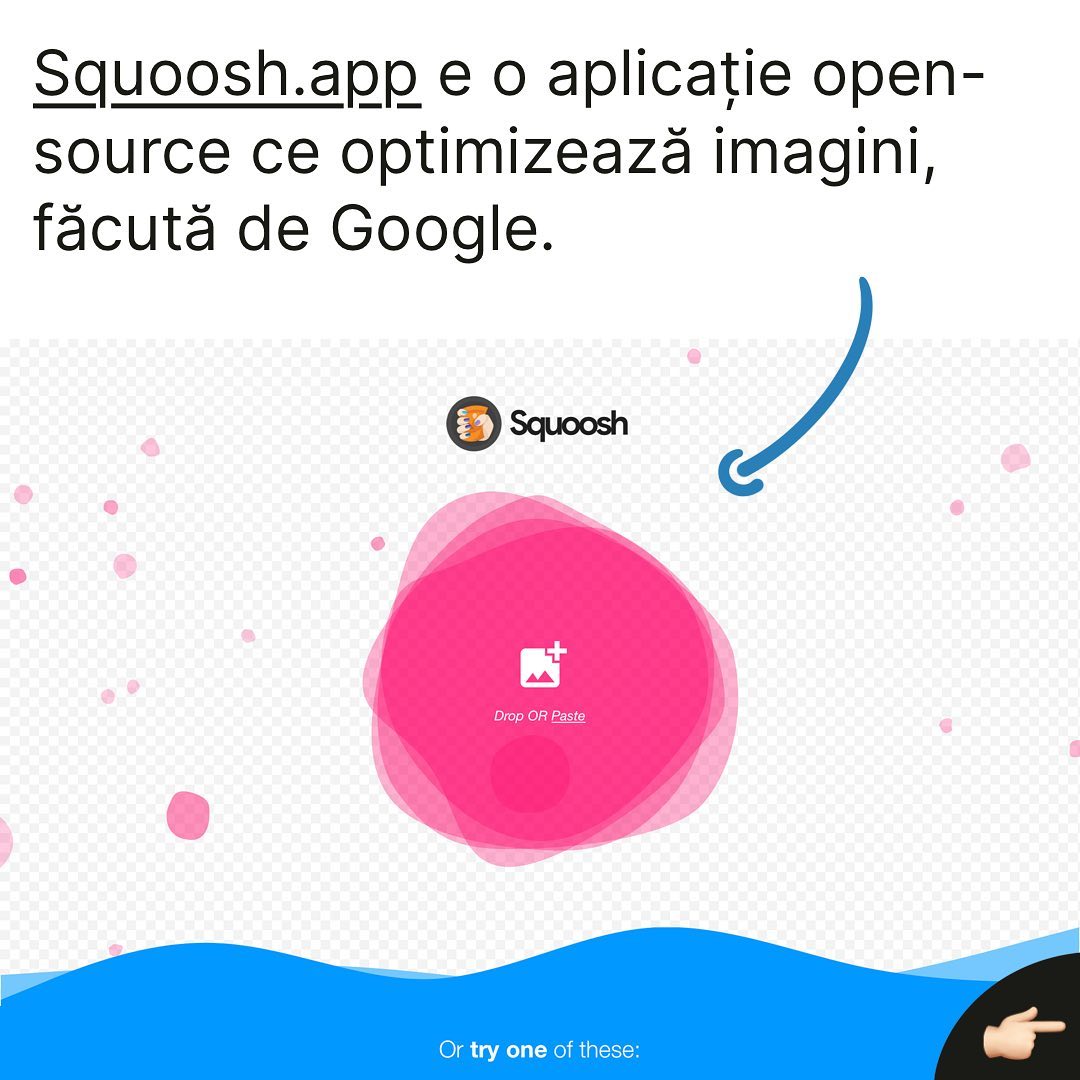 Squoosh.app e o aplicație open-
source ce optimizează imagini,
făcută de Google.
Squoosh
Drop OR Paste
Or try one of these: